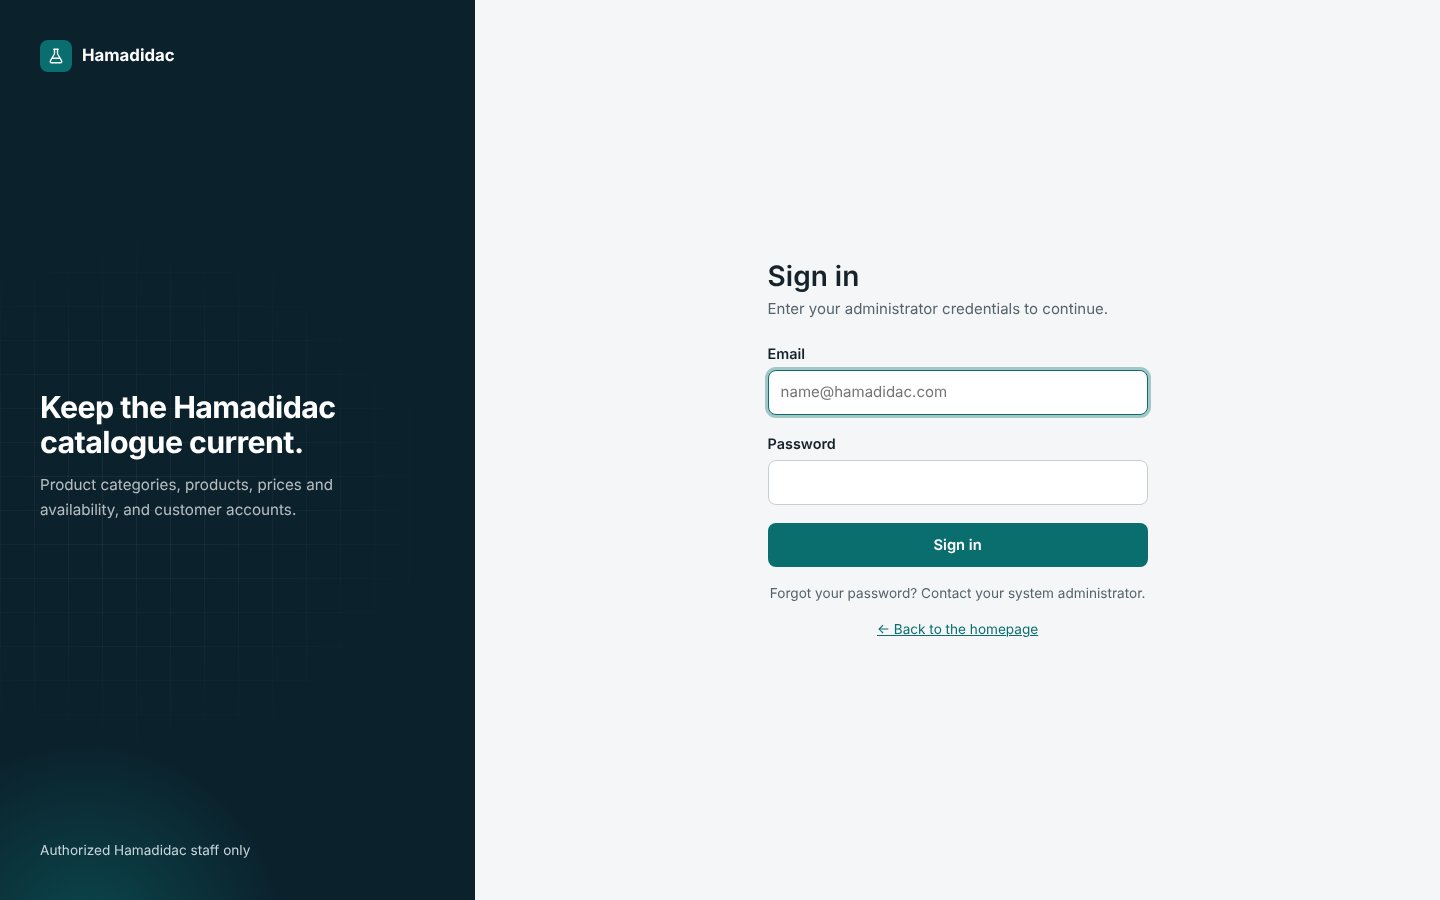 Hamadidac
Keep the Hamadidac
catalogue current.
Product categories, products, prices and
availability, and customer accounts.
Authorized Hamadidac staff only
Sign in
Enter your administrator credentials to continue.
Email
name@hamadidac.com
Password
Sign in
Forgot your password? Contact your system administrator.
← Back to the homepage